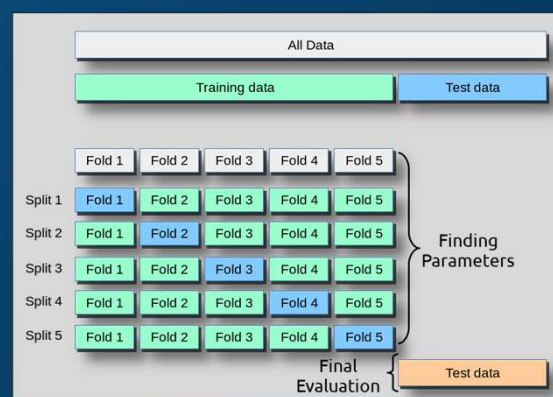 All Data
Training data Test data
Fold 1 Fold 2 Fold 3 Fold 4 Fold 5
Split 1 Fold 1 Fold 2 Fold 3 Fold 4 Fold 5
Split 2 Fold 1 Fold 2 Fold 3 Fold 4 Fold 5
Split 3 Fold 1 Fold 2 Fold 3 Fold 4 Fold 5
Split 4 Fold 1 Fold 2 Fold 3 Fold 4 Fold 5
Split 5 Fold 1 Fold 2 Fold 3 Fold 4 Fold 5
Finding
Parameters
Final
Evaluation
Test data